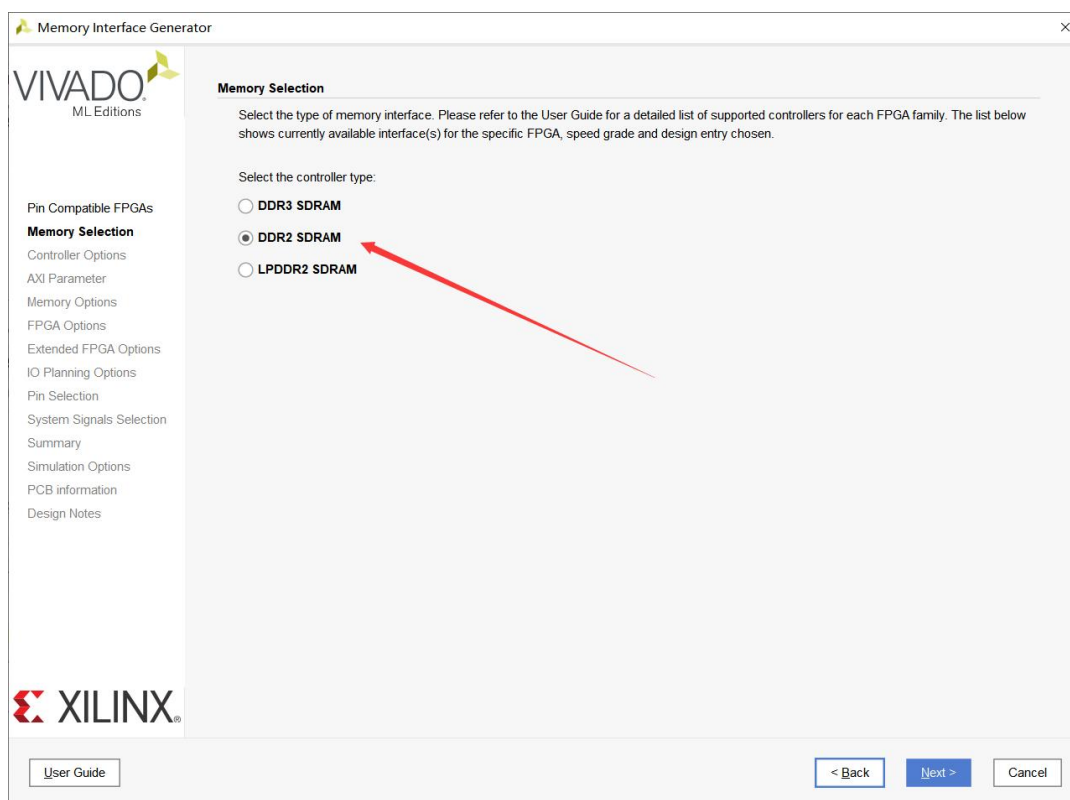 Memory Interface Generator
VIVADO
ML Editions
Pin Compatible FPGAs
Memory Selection
Controller Options
AXI Parameter
Memory Options
FPGA Options
Extended FPGA Options
IO Planning Options
Pin Selection
System Signals Selection
Summary
Simulation Options
PCB information
Design Notes
XILINX®
Memory Selection
Select the type of memory interface. Please refer to the User Guide for a detailed list of supported controllers for each FPGA family. The list below
shows currently available interface(s) for the specific FPGA, speed grade and design entry chosen.
Select the controller type:
DDR3 SDRAM
DDR2 SDRAM
LPDDR2 SDRAM
User Guide
< Back
Next >
Cancel